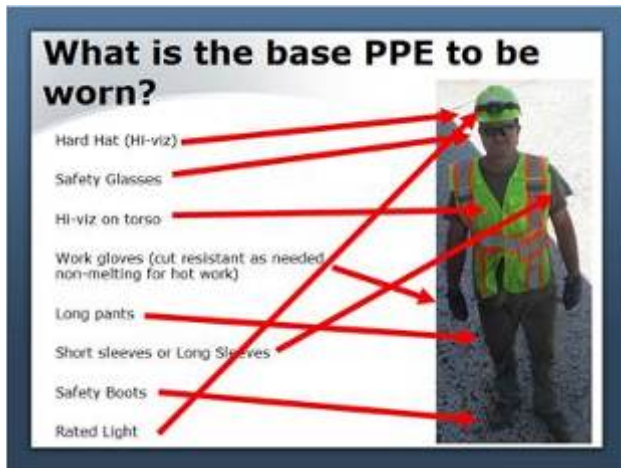 What is the base PPE to be
worn?
Hard Hat (Hi-viz)
Safety Glasses
Hi-viz on torso
Work gloves (cut resistant as needed
non-melting for hot work)
Long pants
Short sleeves or Long Sleeves
Safety Boots
Rated Light